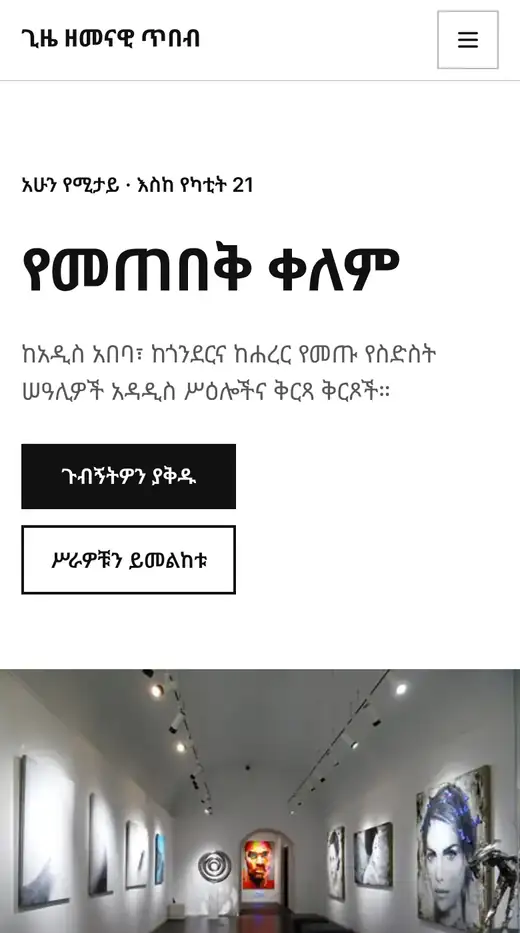 ጊዜ ዘመናዊ ጥበብ
አሁን የሚታይ · እስከ የካቲት 21
የመጠበቅ ቀለም
ከአዲስ አበባ፣ ከጎንደርና ከሐረር የመጡ የስድስት
ሠዓሊዎች አዳዲስ ሥዕሎችና ቅርጻ ቅርጾች።
ጉብኝትዎን ያቅዱ
ሥራዎቹን ይመልከቱ